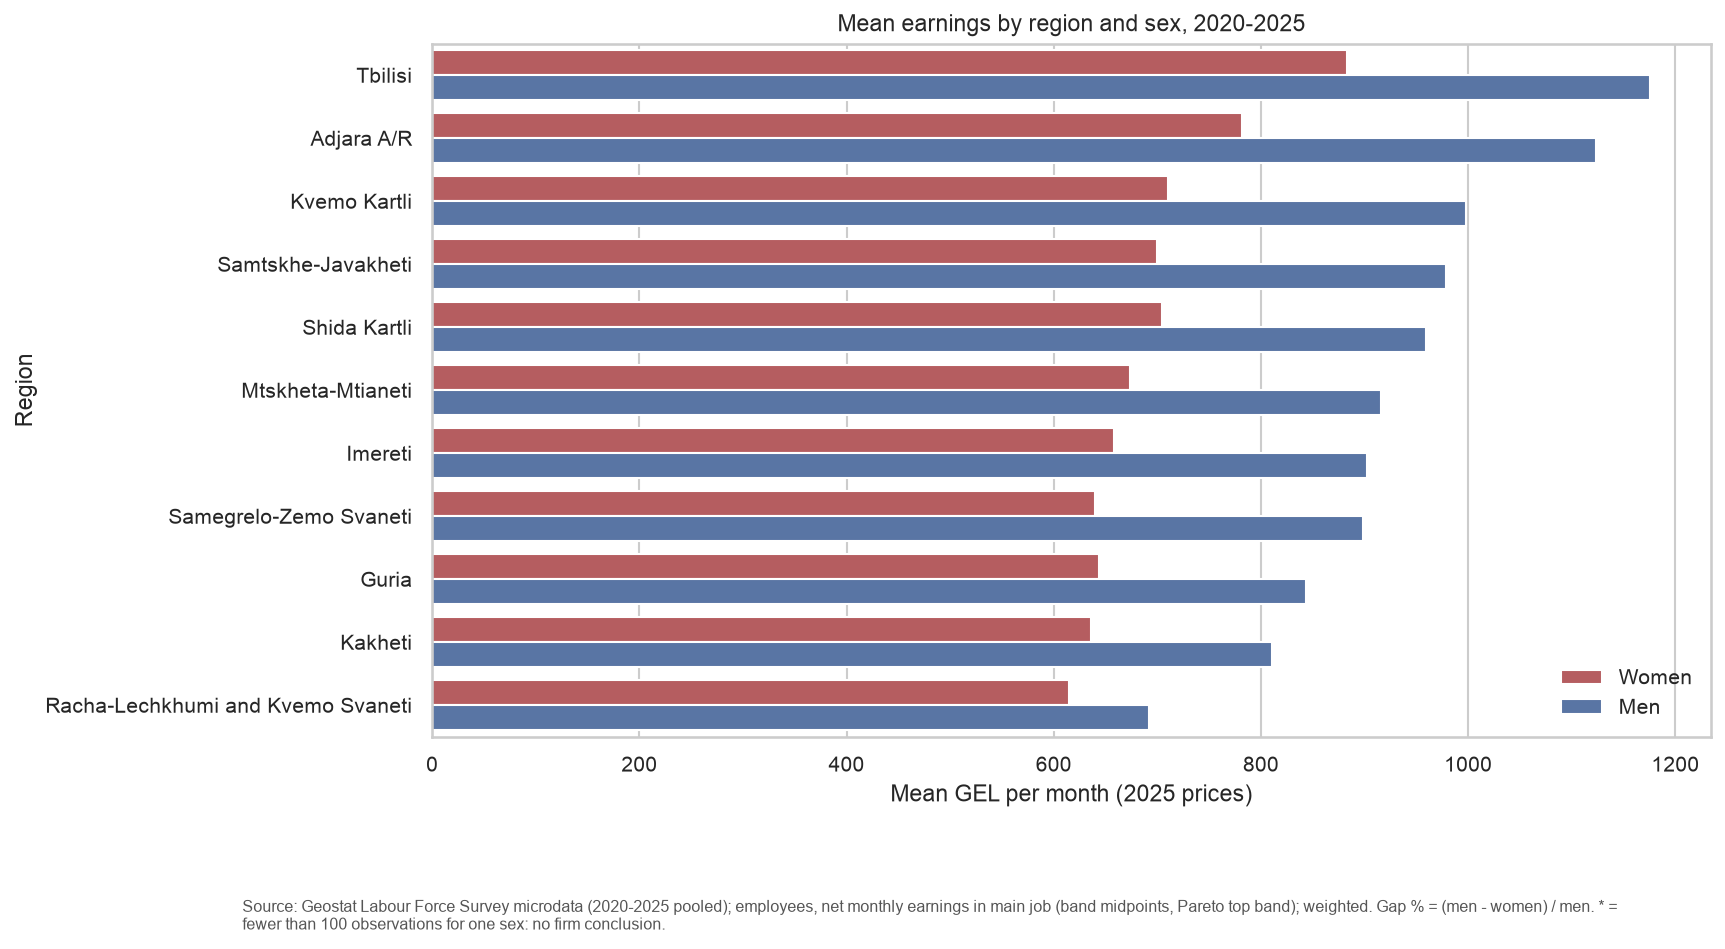 Mean earnings by region and sex, 2020-2025
Region
Tbilisi
Adjara A/R
Kvemo Kartli
Samtskhe-Javakheti
Shida Kartli
Mtskheta-Mtianeti
Imereti
Samegrelo-Zemo Svaneti
Guria
Kakheti
Racha-Lechkhumi and Kvemo Svaneti
Women
Men
0 200 400 600 800 1000 1200
Mean GEL per month (2025 prices)
Source: Geostat Labour Force Survey microdata (2020-2025 pooled); employees, net monthly earnings in main job (band midpoints, Pareto top band); weighted. Gap % = (men - women) / men. * =
fewer than 100 observations for one sex: no firm conclusion.